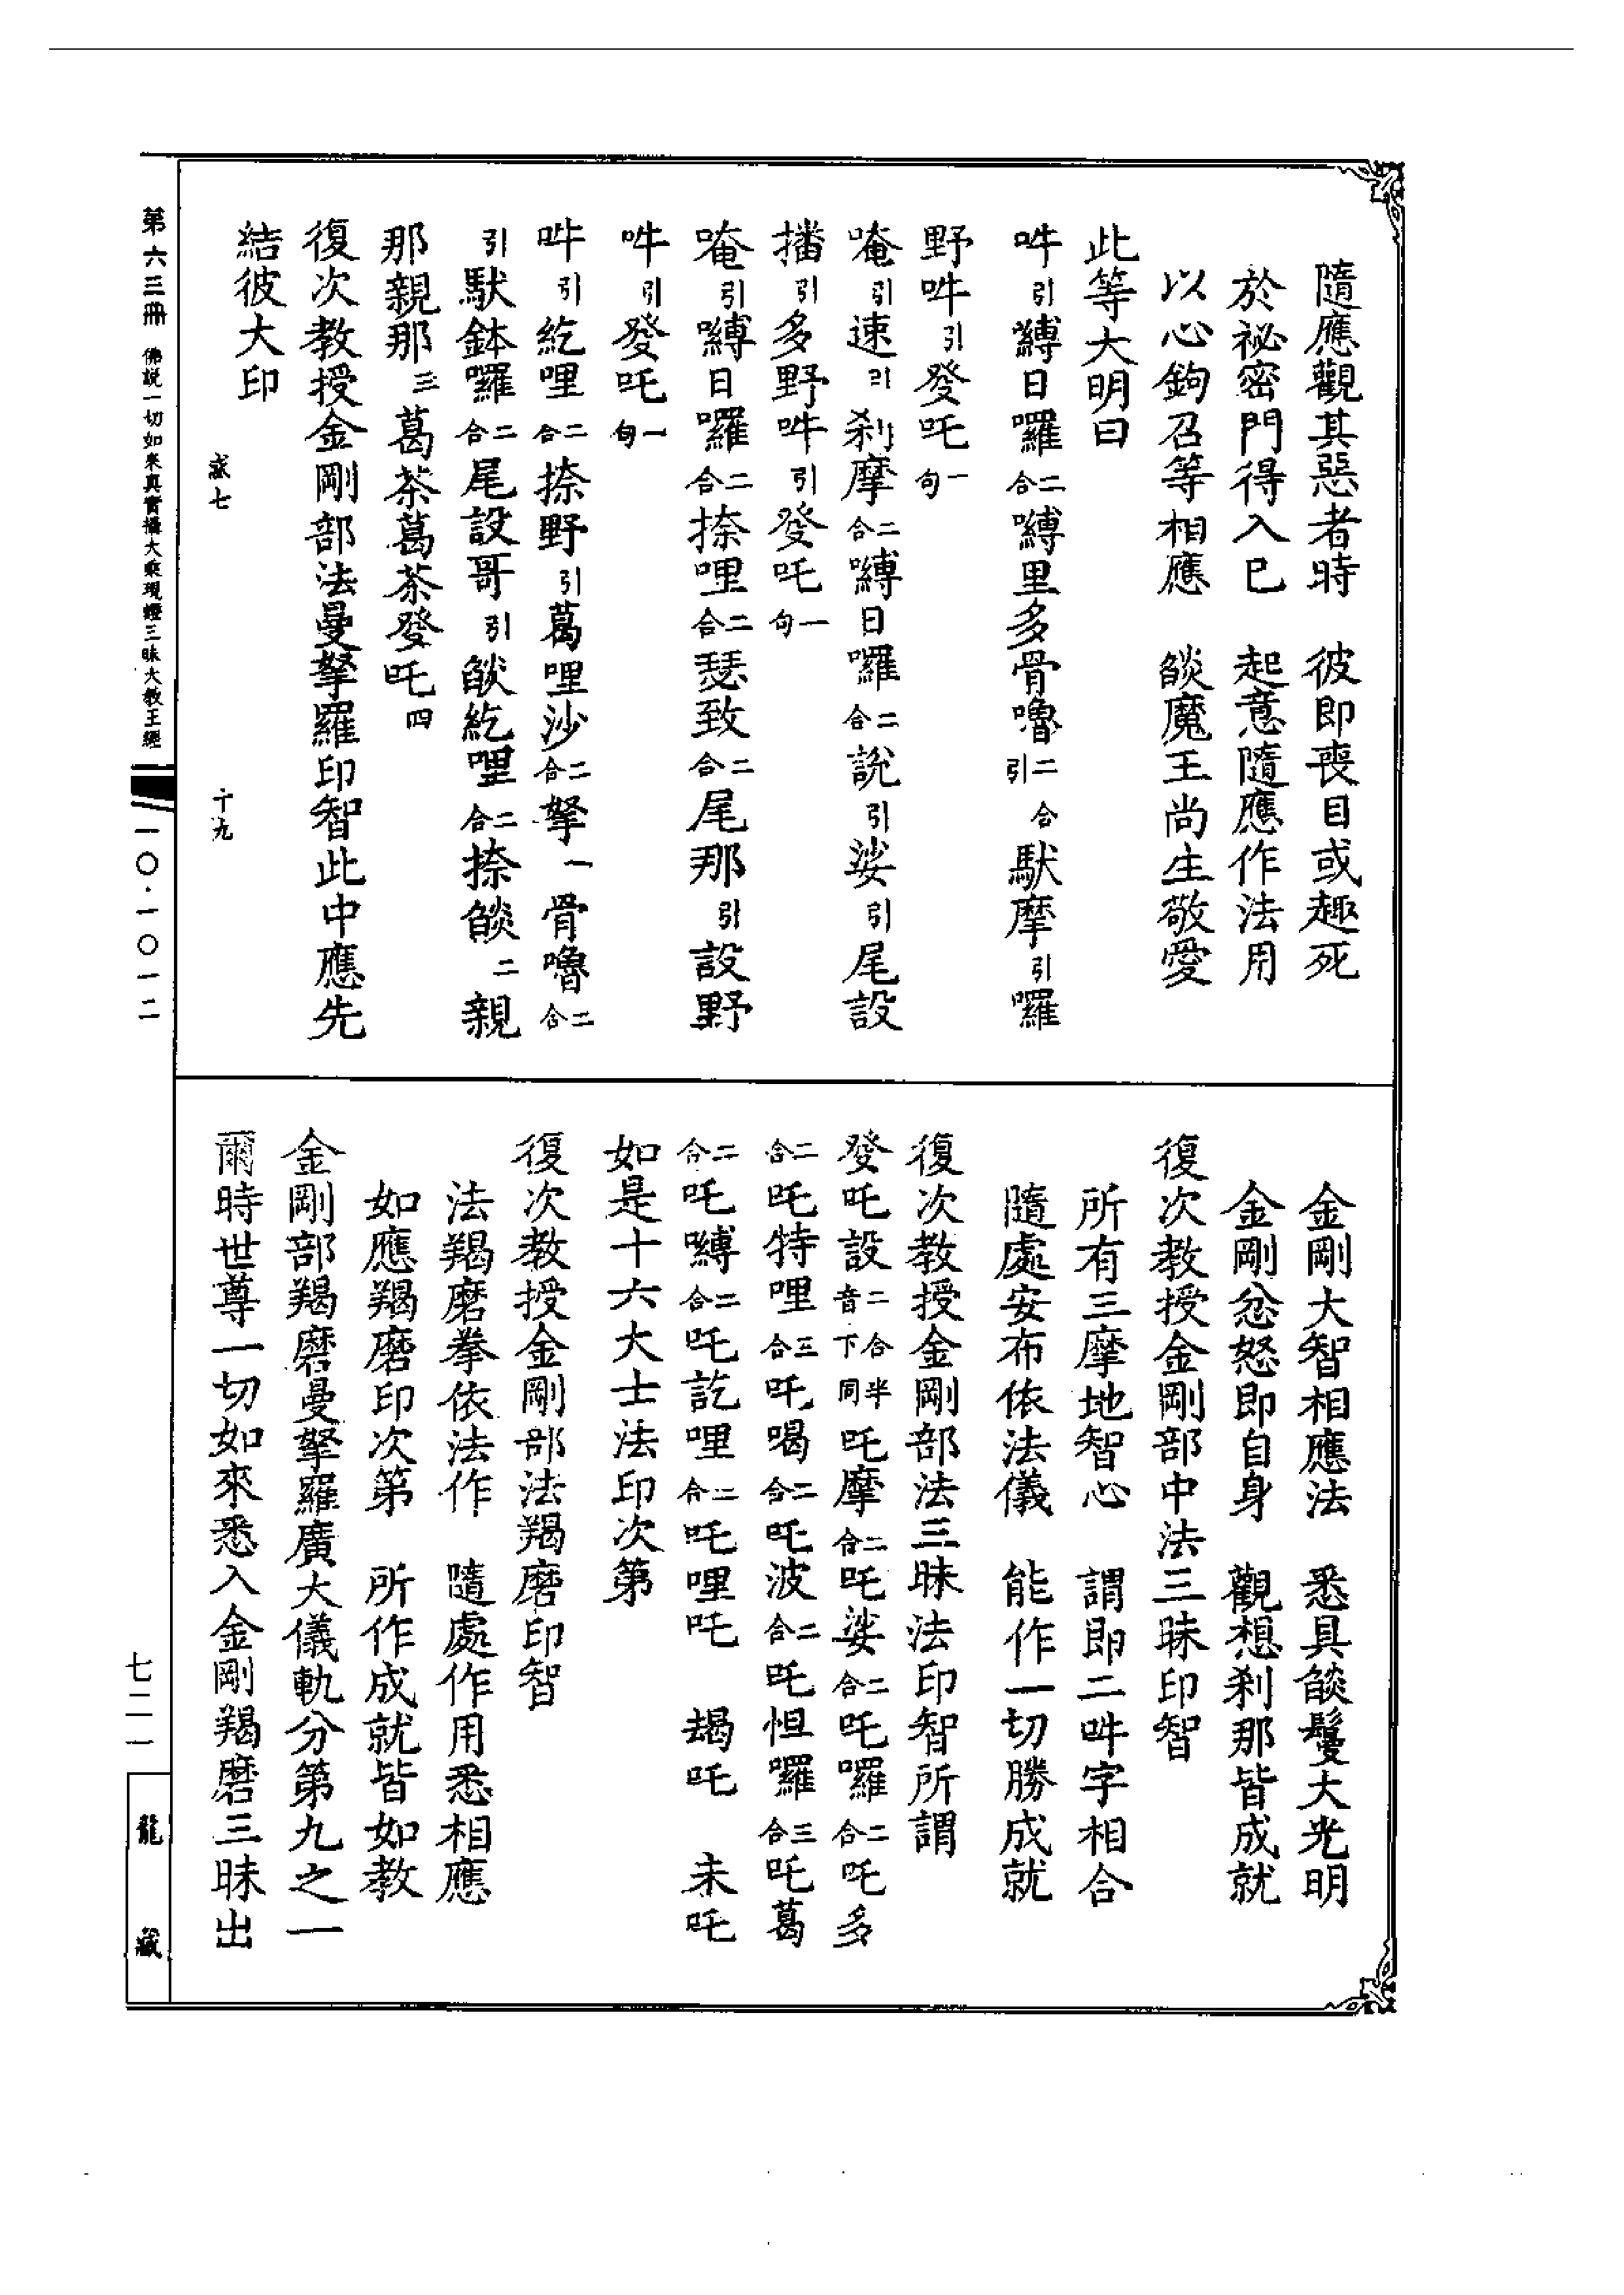 隨應觀其惡者時　彼即喪目或趣死
於祕密門得入已　起意隨應作法用
以心鉤召等相應　燄魔王尚生敬愛
此等大明曰
吽引嚩日囉二合嚩里多骨嚕二合引馱摩引囉
野吽引發吒一句
唵引速引剎摩二合嚩日囉二合說引娑引尾設
播引多野吽引發吒一句
唵引嚩日囉二合捺哩二合瑟致二合尾那引設野
吽引發吒一句
吽引紇哩二合捺野引葛哩沙二合拏一骨嚕二合
引馱鉢囉二合尾設哥引燄紇哩二合捺燄二親
那親那三葛茶葛茶發吒四
復次教授金剛部法曼拏羅印智此中應先
結彼大印
金剛大智相應法　悉具燄鬘大光明
金剛忿怒即自身　觀想剎那皆成就
復次教授金剛部中法三昧印智
所有三摩地智心　謂即二吽字相合
隨處安布依法儀　能作一切勝成就
復次教授金剛部法三昧法印智所謂
發吒設二合半音下同吒摩二合吒娑二合吒囉二合吒多
二合吒特哩三合吒喝二合吒波二合吒怛囉三合吒葛
二合吒嚩二合吒訖哩二合吒哩吒　朅吒　未吒
如是十六大士法印次第
復次教授金剛部法羯磨印智
法羯磨拳依法作　隨處作用悉相應
如應羯磨印次第　所作成就皆如教
金剛部羯磨曼拏羅廣大儀軌分第九之一
爾時世尊一切如來悉入金剛羯磨三昧出
第六三冊　佛說一切如來真實攝大乘現證三昧大教王經
一〇·一〇一二
七二一
龍藏
十九